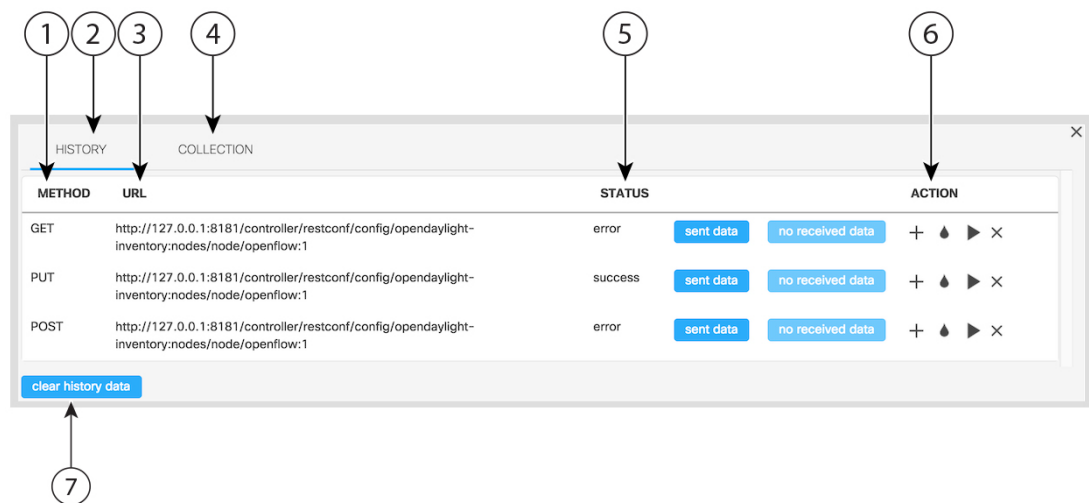 1 2 3 4 5 6
HISTORY COLLECTION
METHOD URL STATUS ACTION
GET http://127.0.0.1:8181/controller/restconf/config/opendaylight- error sent data no received data
inventory:nodes/node/openflow:1
PUT http://127.0.0.1:8181/controller/restconf/config/opendaylight- success sent data no received data
inventory:nodes/node/openflow:1
POST http://127.0.0.1:8181/controller/restconf/config/opendaylight- error sent data no received data
inventory:nodes/node/openflow:1
clear history data
7